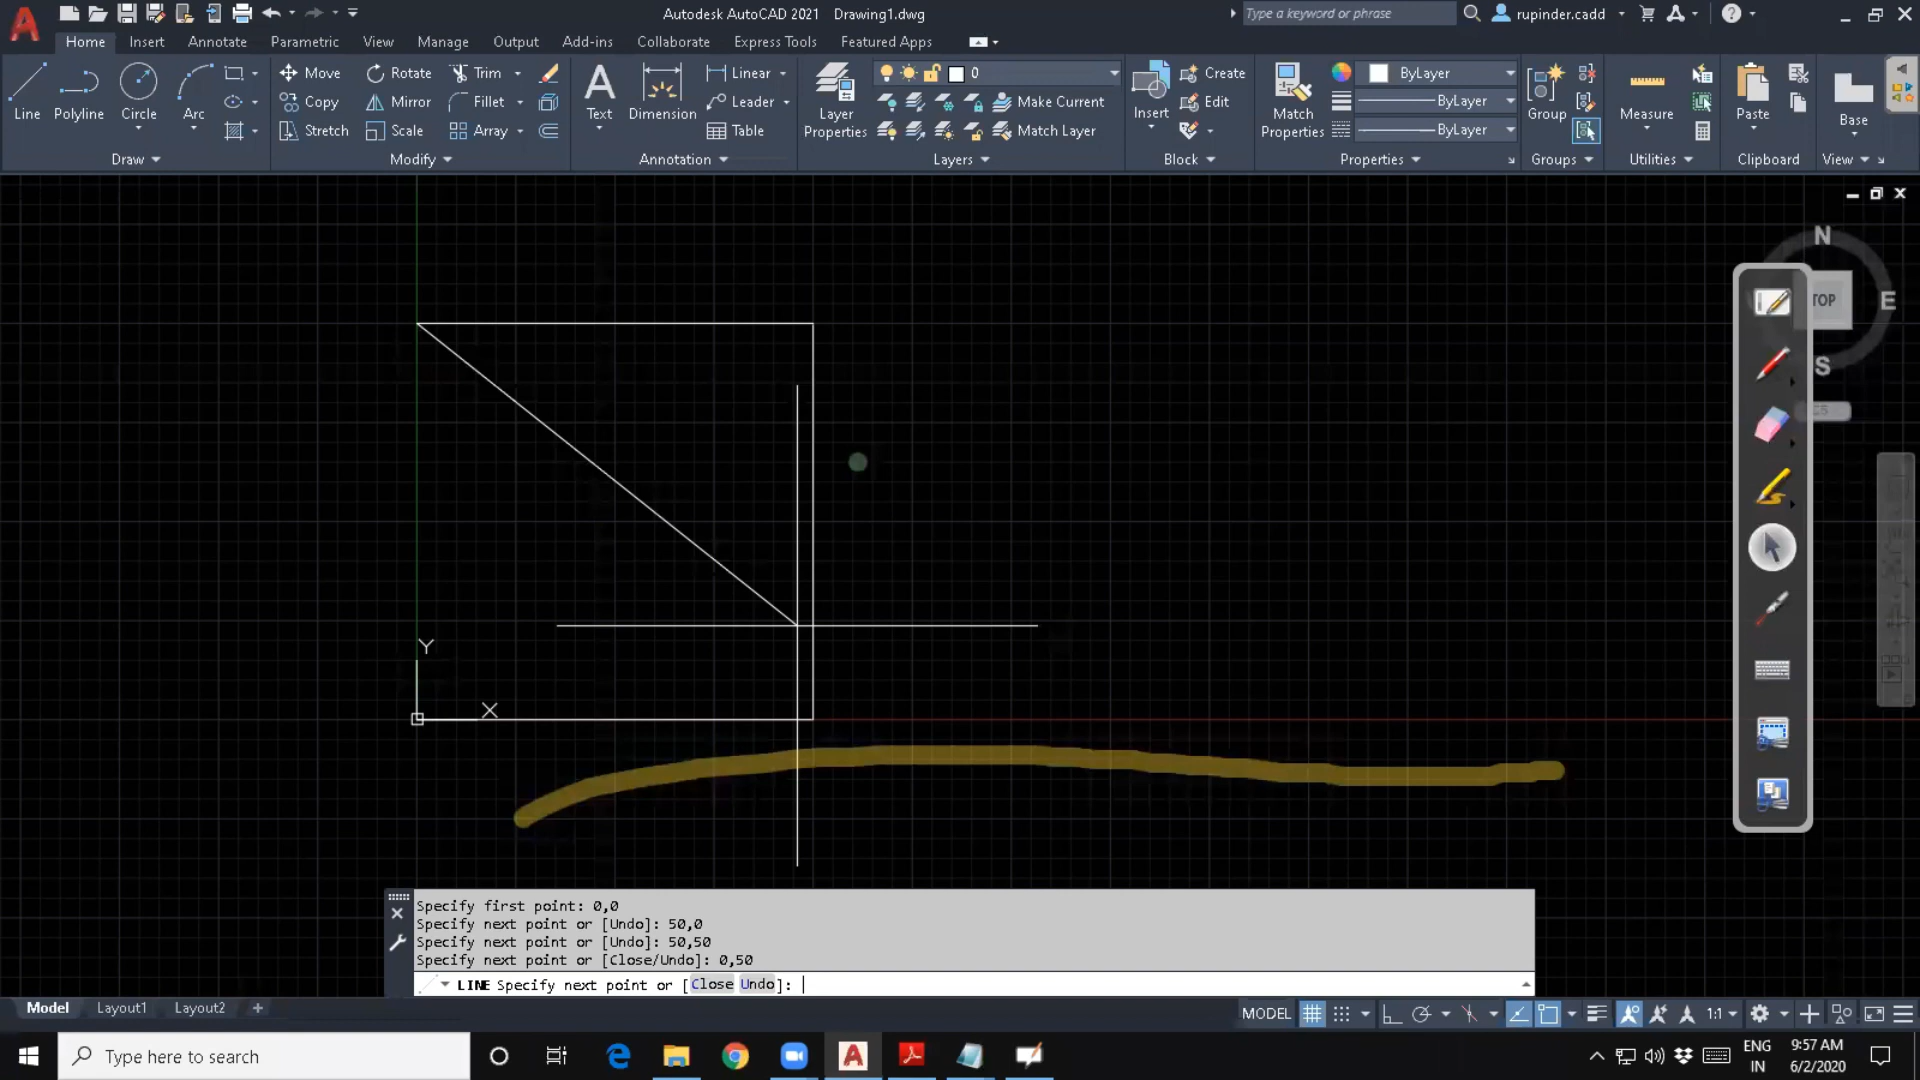 Autodesk AutoCAD 2021 Drawing1.dwg
Type a keyword or phrase
rupinder.cadd
Home Insert Annotate Parametric View Manage Output Add-ins Collaborate Express Tools Featured Apps
Line
Polyline
Circle
Arc
Draw
Move
Rotate
Trim
Copy
Mirror
Fillet
Stretch
Scale
Array
Modify
Text
Dimension
Linear
Leader
Table
Annotation
Layer
Properties
0
Make Current
Match Layer
Layers
Insert
Create
Edit
Block
Match
Properties
ByLayer
ByLayer
ByLayer
Properties
Group
Groups
Measure
Utilities
Paste
Clipboard
Base
View
N
TOP
E
S
Y
X
Specify first point: 0,0
Specify next point or [Undo]: 50,0
Specify next point or [Undo]: 50,50
Specify next point or [Close/Undo]: 0,50
LINE Specify next point or [Close Undo]:
Model Layout1 Layout2 +
MODEL
1:1
Type here to search
ENG
IN
9:57 AM
6/2/2020